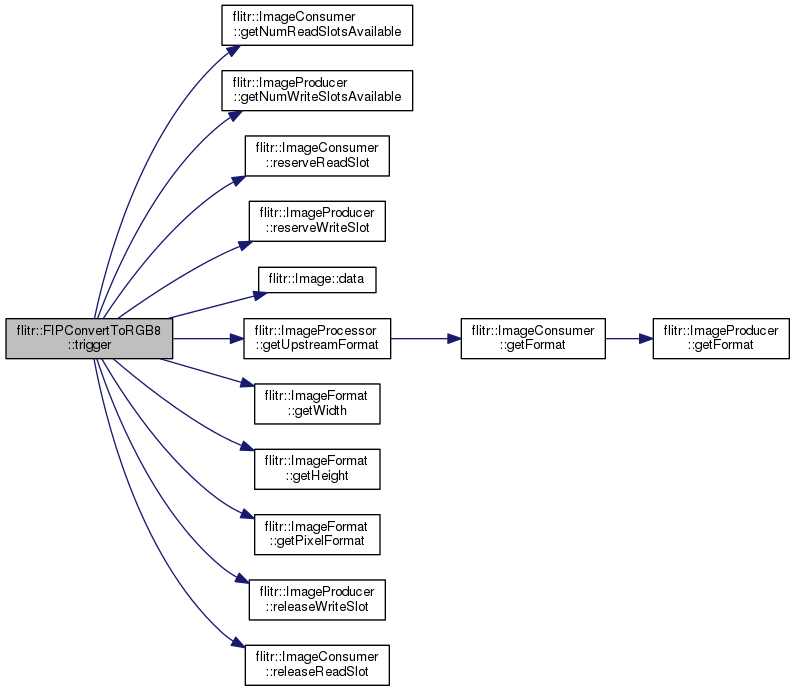 flitr::ImageConsumer
::getNumReadSlotsAvailable
flitr::ImageProducer
::getNumWriteSlotsAvailable
flitr::ImageConsumer
::reserveReadSlot
flitr::ImageProducer
::reserveWriteSlot
flitr::Image::data
flitr::FIPConvertToRGB8
::trigger
flitr::ImageProcessor
::getUpstreamFormat
flitr::ImageConsumer
::getFormat
flitr::ImageProducer
::getFormat
flitr::ImageFormat
::getWidth
flitr::ImageFormat
::getHeight
flitr::ImageFormat
::getPixelFormat
flitr::ImageProducer
::releaseWriteSlot
flitr::ImageConsumer
::releaseReadSlot